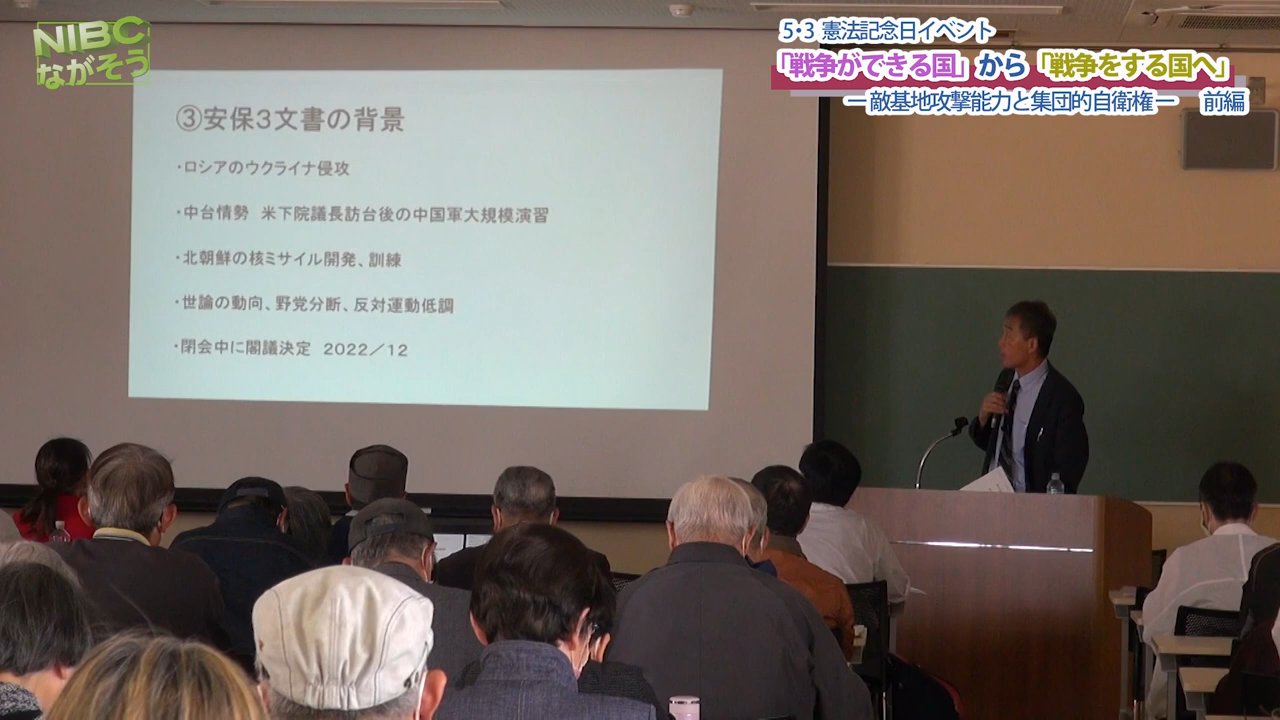 NIBC
ながそう
5・3 憲法記念日イベント
「戦争ができる国」から「戦争をする国へ」
－敵基地攻撃能力と集団的自衛権－　前編
③安保3文書の背景
・ロシアのウクライナ侵攻
・中台情勢　米下院議長訪台後の中国軍大規模演習
・北朝鮮の核ミサイル開発、訓練
・世論の動向、野党分断、反対運動低調
・閉会中に閣議決定　2022／12